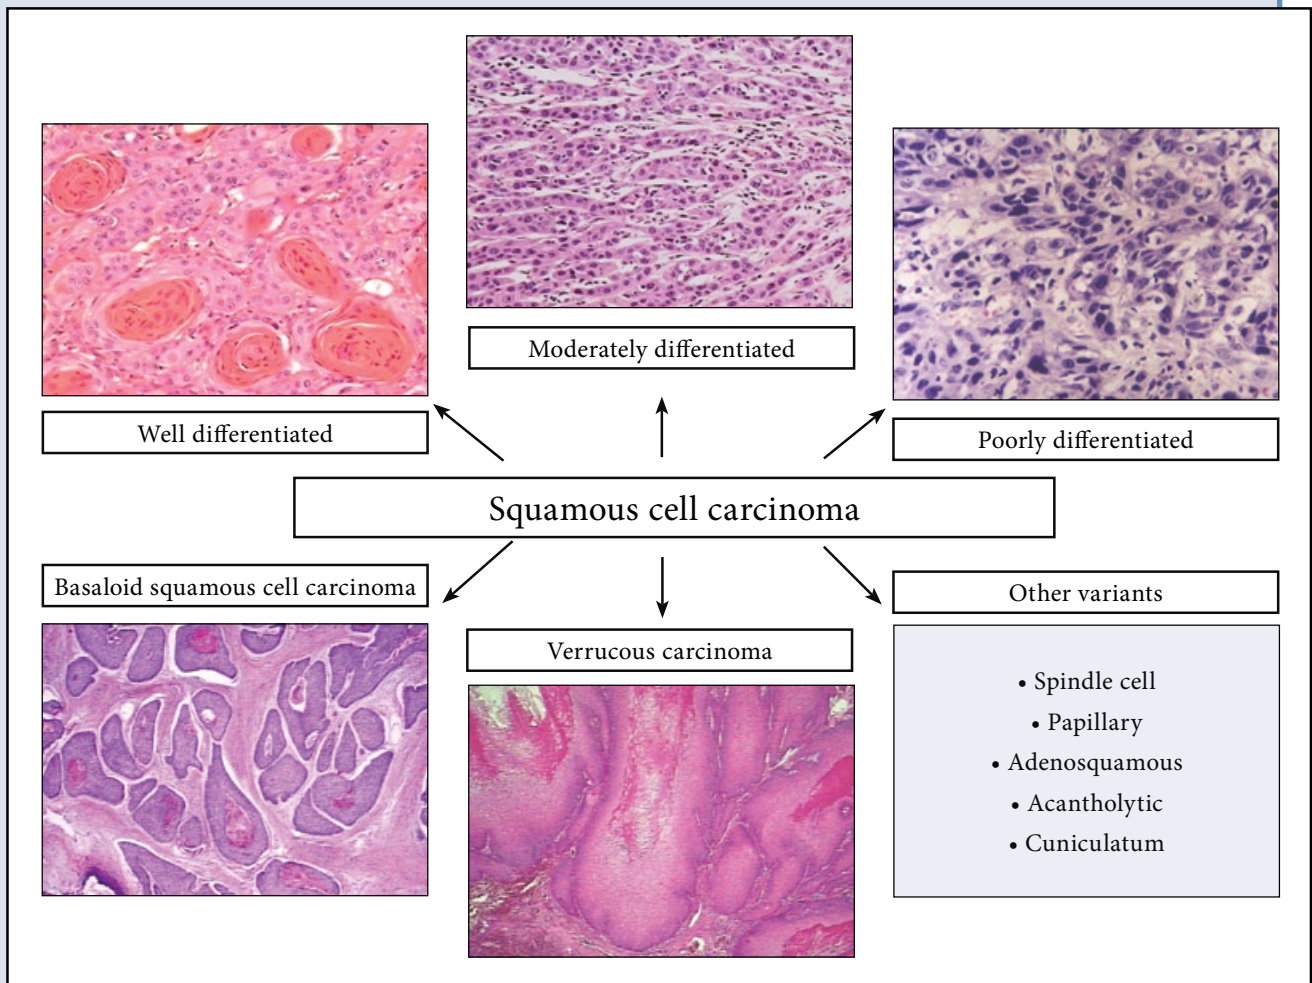 Moderately differentiated
Well differentiated
Poorly differentiated
Squamous cell carcinoma
Basaloid squamous cell carcinoma
Other variants
Verrucous carcinoma
• Spindle cell
• Papillary
• Adenosquamous
• Acantholytic
• Cuniculatum